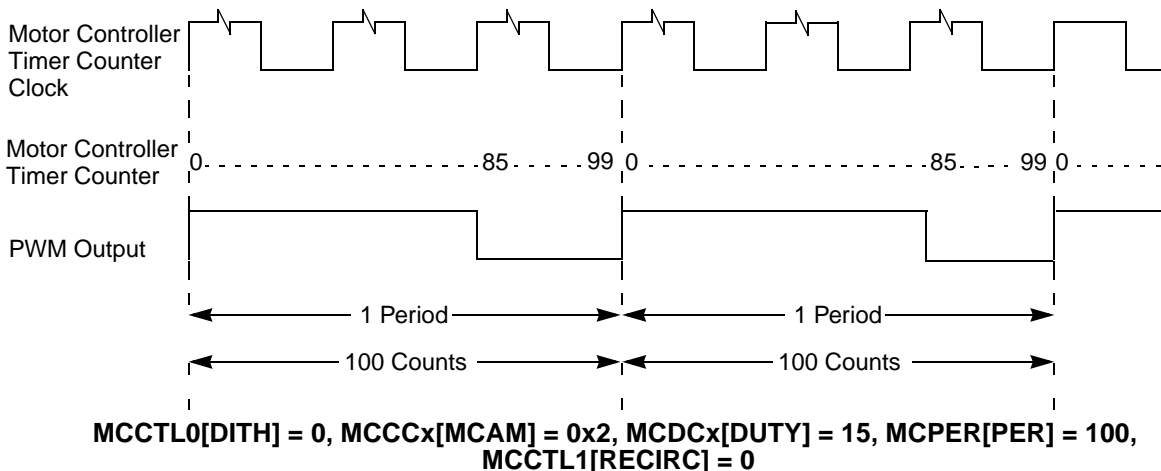 Motor Controller
Timer Counter
Clock
Motor Controller
Timer Counter
0 85 99 0 85 99 0
PWM Output
1 Period 1 Period
100 Counts 100 Counts
MCCTL0[DITH] = 0, MCCCx[MCAM] = 0x2, MCDCx[DUTY] = 15, MCPER[PER] = 100,
MCCTL1[RECIRC] = 0